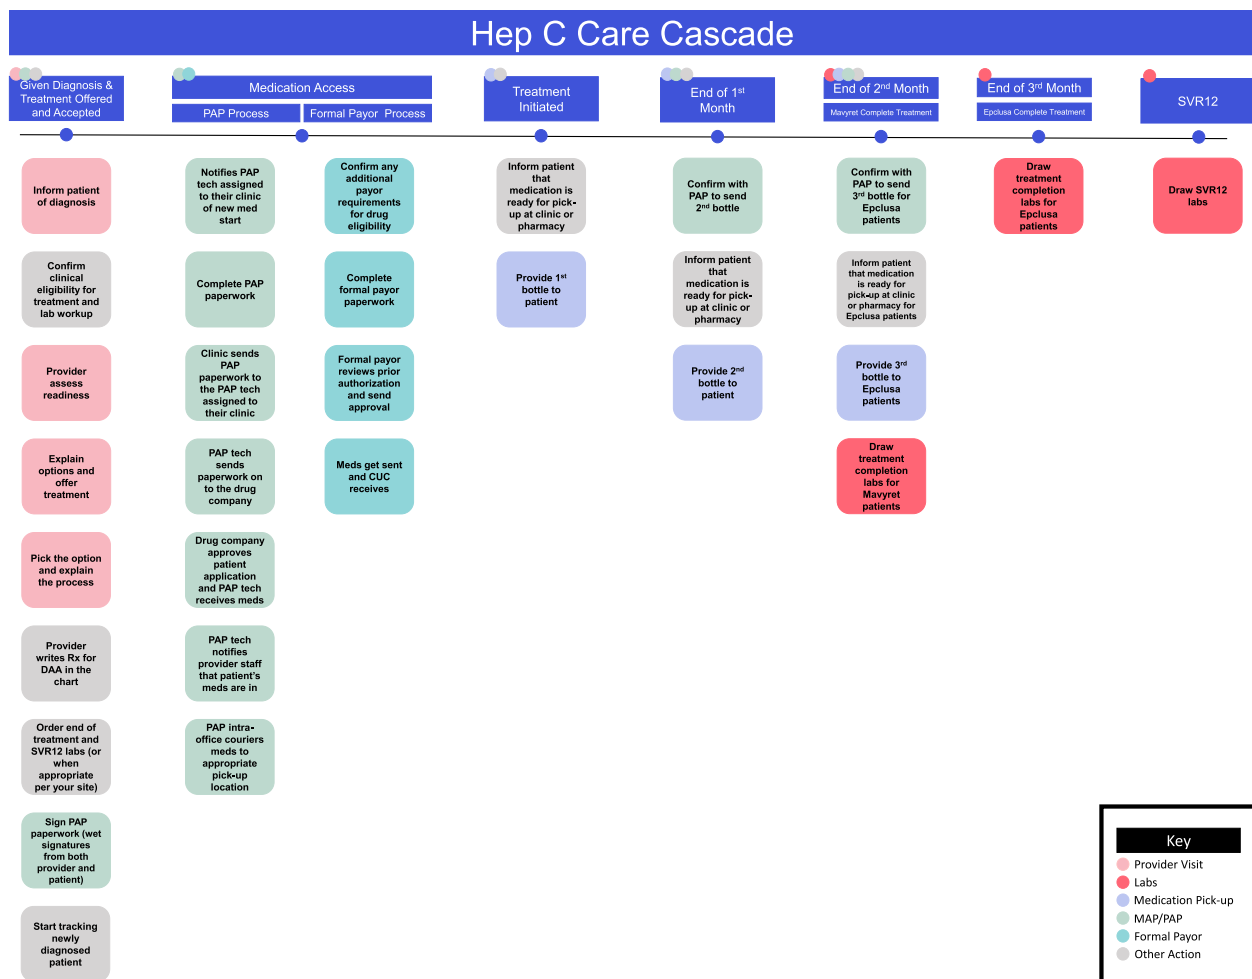 Hep C Care Cascade
Given Diagnosis &
Treatment Offered
and Accepted
Medication Access
PAP Process
Formal Payor Process
Treatment
Initiated
End of 1st
Month
End of 2nd Month
Mavyret Complete Treatment
End of 3rd Month
Epclusa Complete Treatment
SVR12
Inform patient
of diagnosis
Confirm
clinical
eligibility for
treatment and
lab workup
Provider
assess
readiness
Explain
options and
offer
treatment
Pick the option
and explain
the process
Provider
writes Rx for
DAA in the
chart
Order end of
treatment and
SVR12 labs (or
when
appropriate
per your site)
Sign PAP
paperwork (wet
signatures
from both
provider and
patient)
Start tracking
newly
diagnosed
patient
Notifies PAP
tech assigned
to their clinic
of new med
start
Complete PAP
paperwork
Clinic sends
PAP
paperwork to
the PAP tech
assigned to
their clinic
PAP tech
sends
paperwork on
to the drug
company
Drug company
approves
patient
application
and PAP tech
receives meds
PAP tech
notifies
provider staff
that patient's
meds are in
PAP intra-
office couriers
meds to
appropriate
pick-up
location
Confirm any
additional
payor
requirements
for drug
eligibility
Complete
formal payor
paperwork
Formal payor
reviews prior
authorization
and send
approval
Meds get sent
and CUC
receives
Inform patient
that
medication is
ready for pick-
up at clinic or
pharmacy
Provide 1st
bottle to
patient
Confirm with
PAP to send
2nd bottle
Inform patient
that
medication is
ready for pick-
up at clinic or
pharmacy
Provide 2nd
bottle to
patient
Confirm with
PAP to send
3rd bottle for
Epclusa
patients
Inform patient
that medication
is ready for
pick-up at clinic
or pharmacy for
Epclusa patients
Provide 3rd
bottle to
Epclusa
patients
Draw
treatment
completion
labs for
Mavyret
patients
Draw
treatment
completion
labs for
Epclusa
patients
Draw SVR12
labs
Key
Provider Visit
Labs
Medication Pick-up
MAP/PAP
Formal Payor
Other Action